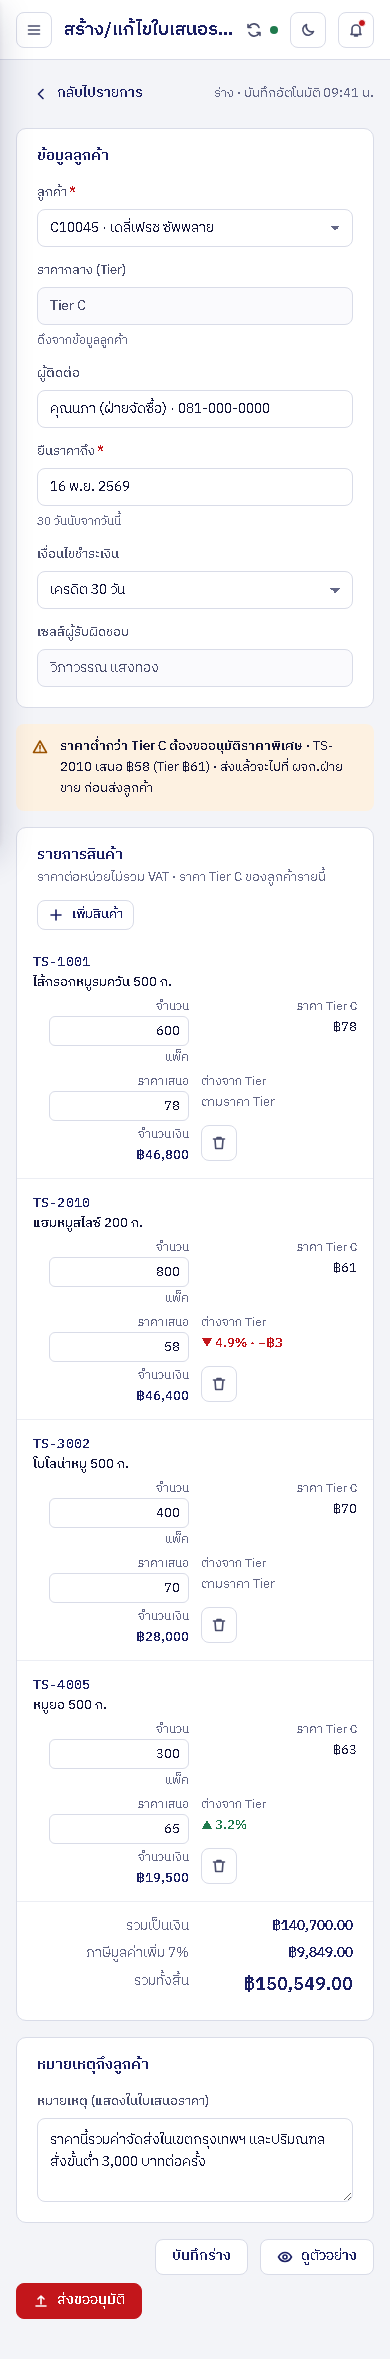 สร้าง/แก้ไขใบเสนอร...
กลับไปรายการ
ร่าง · บันทึกอัตโนมัติ 09:41 น.
ข้อมูลลูกค้า
ลูกค้า *
C10045 · เดลี่เฟรช ซัพพลาย
ราคากลาง (Tier)
Tier C
ดึงจากข้อมูลลูกค้า
ผู้ติดต่อ
คุณนภา (ฝ่ายจัดซื้อ) · 081-000-0000
ยืนราคาถึง *
16 พ.ย. 2569
30 วันนับจากวันนี้
เงื่อนไขชำระเงิน
เครดิต 30 วัน
เซลส์ผู้รับผิดชอบ
วิภาวรรณ แสงทอง
ราคาต่ำกว่า Tier C ต้องขออนุมัติราคาพิเศษ · TS-
2010 เสนอ ฿58 (Tier ฿61) · ส่งแล้วจะไปที่ ผจก.ฝ่าย
ขาย ก่อนส่งลูกค้า
รายการสินค้า
ราคาต่อหน่วยไม่รวม VAT · ราคา Tier C ของลูกค้ารายนี้
เพิ่มสินค้า
TS-1001
ไส้กรอกหมูรมควัน 500 ก.
จำนวน ราคา Tier C
600 ฿78
แพ็ค
ราคาเสนอ ต่างจาก Tier
78 ตามราคา Tier
จำนวนเงิน
฿46,800
TS-2010
แฮมหมูสไลซ์ 200 ก.
จำนวน ราคา Tier C
800 ฿61
แพ็ค
ราคาเสนอ ต่างจาก Tier
58 ▼ 4.9% · −฿3
จำนวนเงิน
฿46,400
TS-3002
โบโลน่าหมู 500 ก.
จำนวน ราคา Tier C
400 ฿70
แพ็ค
ราคาเสนอ ต่างจาก Tier
70 ตามราคา Tier
จำนวนเงิน
฿28,000
TS-4005
หมูยอ 500 ก.
จำนวน ราคา Tier C
300 ฿63
แพ็ค
ราคาเสนอ ต่างจาก Tier
65 ▲ 3.2%
จำนวนเงิน
฿19,500
รวมเป็นเงิน ฿140,700.00
ภาษีมูลค่าเพิ่ม 7% ฿9,849.00
รวมทั้งสิ้น ฿150,549.00
หมายเหตุถึงลูกค้า
หมายเหตุ (แสดงในใบเสนอราคา)
ราคานี้รวมค่าจัดส่งในเขตกรุงเทพฯ และปริมณฑล
สั่งขั้นต่ำ 3,000 บาทต่อครั้ง
บันทึกร่าง
ดูตัวอย่าง
ส่งขออนุมัติ